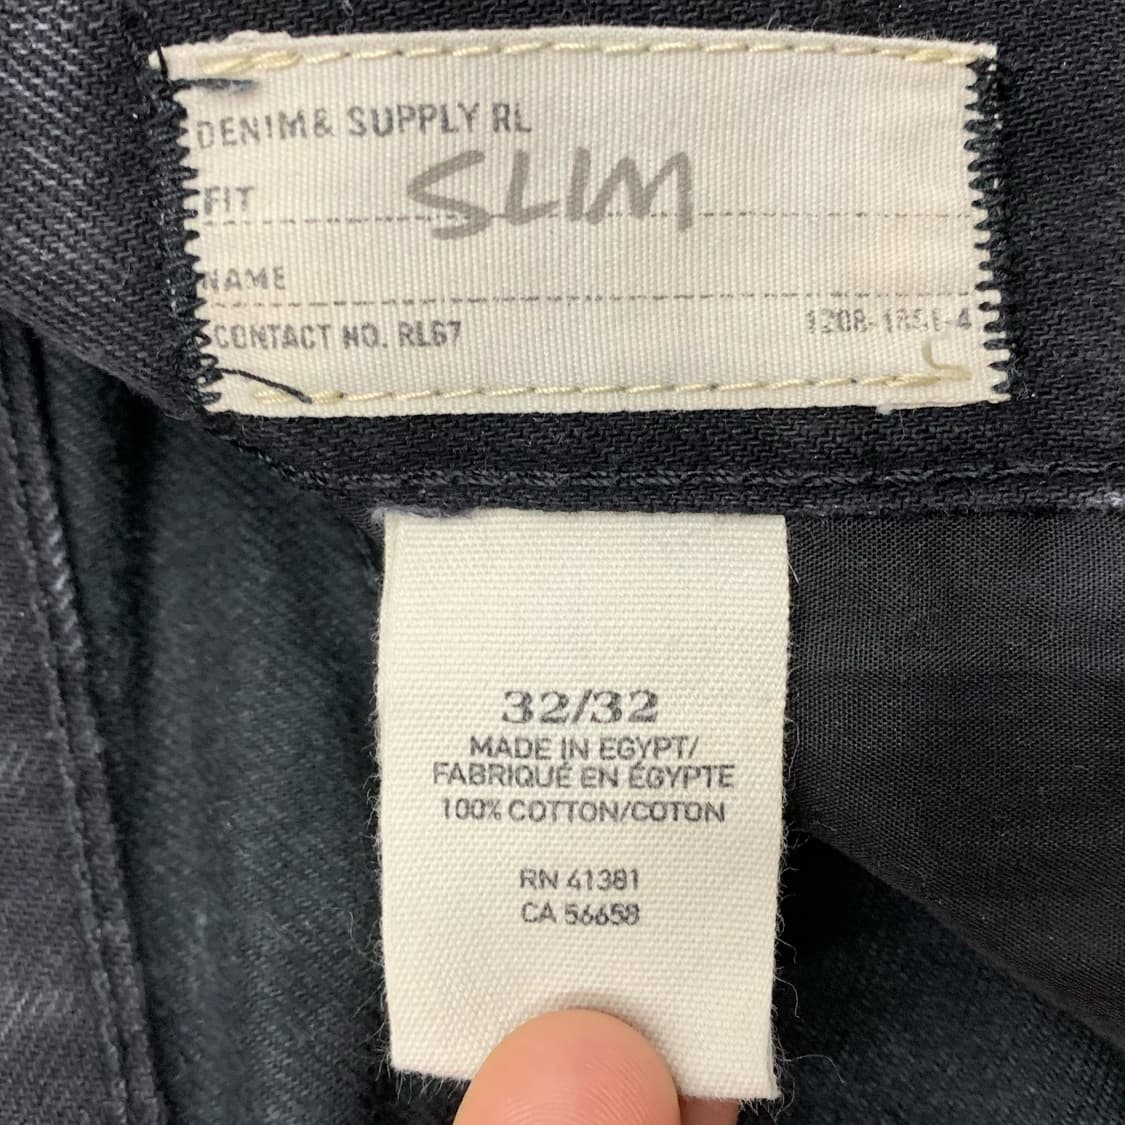 DENIM& SUPPLY RL
FIT SLIM
NAME
CONTACT NO. RL67
32/32
MADE IN EGYPT/
FABRIQUÉ EN ÉGYPTE
100% COTTON/COTON
RN 41381
CA 56658